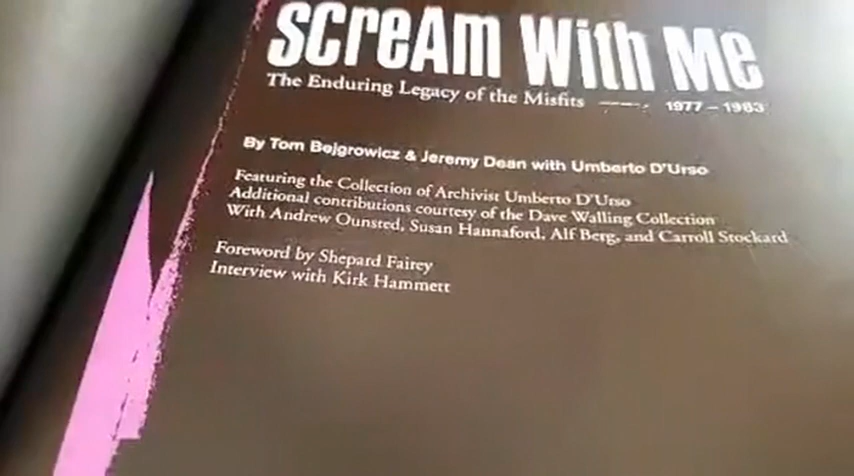 screAm With Me
The Enduring Legacy of the Misfits 1977 – 1983
By Tom Bejgrowicz & Jeremy Dean with Umberto D'Urso
Featuring the Collection of Archivist Umberto D'Urso
Additional contributions courtesy of the Dave Walling Collection
With Andrew Ounsted, Susan Hannaford, Alf Berg, and Carroll Stockard
Foreword by Shepard Fairey
Interview with Kirk Hammett